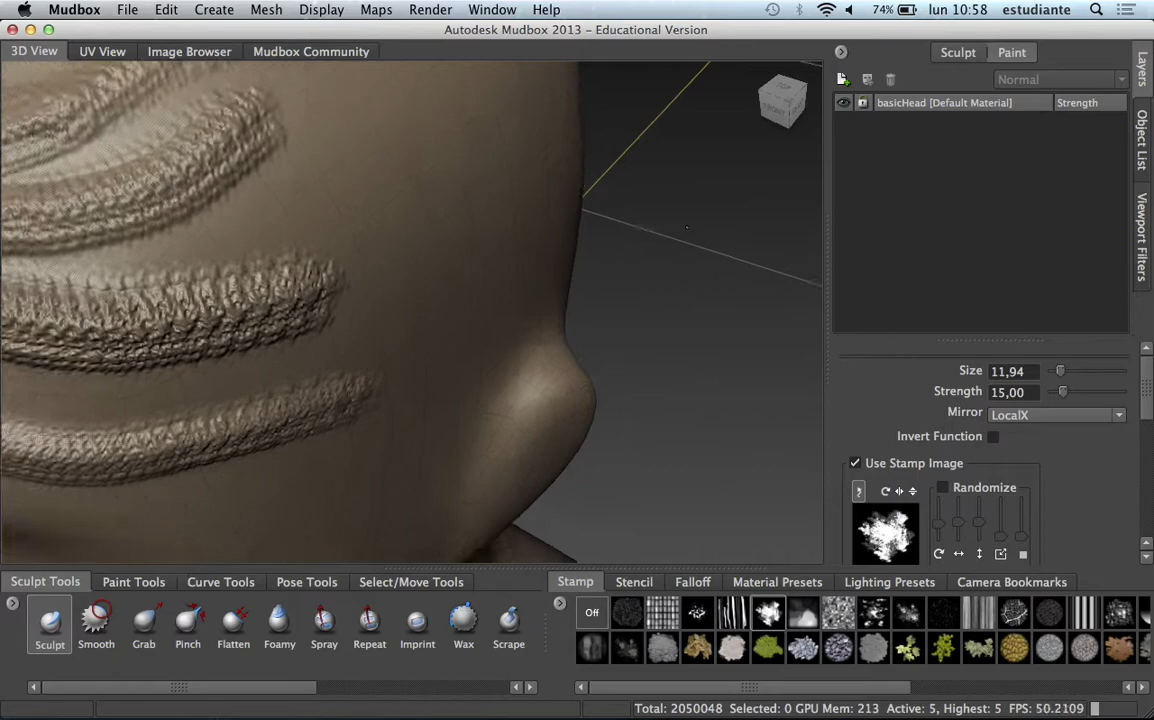 Mudbox File Edit Create Mesh Display Maps Render Window Help 74% lun 10:58 estudiante
Autodesk Mudbox 2013 – Educational Version
3D View UV View Image Browser Mudbox Community
Sculpt Paint
Normal
basicHead [Default Material] Strength
Layers
Object List
Viewport Filters
TOP
FRONT
Size 11,94
Strength 15,00
Mirror LocalX
Invert Function
Use Stamp Image
Randomize
Sculpt Tools Paint Tools Curve Tools Pose Tools Select/Move Tools Stamp Stencil Falloff Material Presets Lighting Presets Camera Bookmarks
Off
Sculpt Smooth Grab Pinch Flatten Foamy Spray Repeat Imprint Wax Scrape
Total: 2050048 Selected: 0 GPU Mem: 213 Active: 5, Highest: 5 FPS: 50.2109